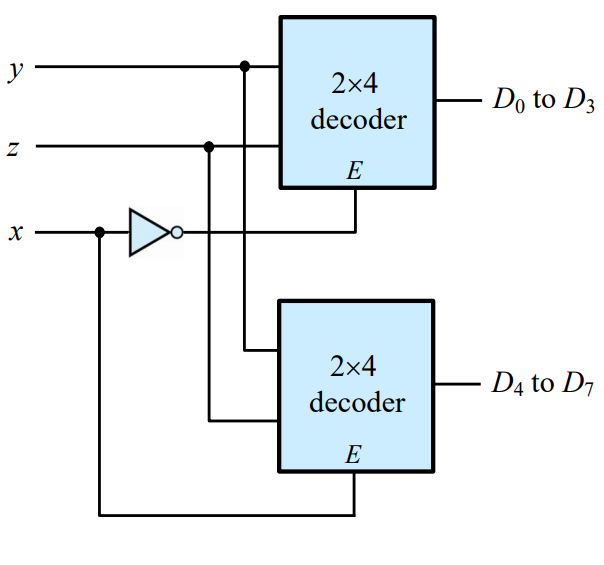 y
2×4
decoder
D0 to D3
z
E
x
2×4
decoder
D4 to D7
E